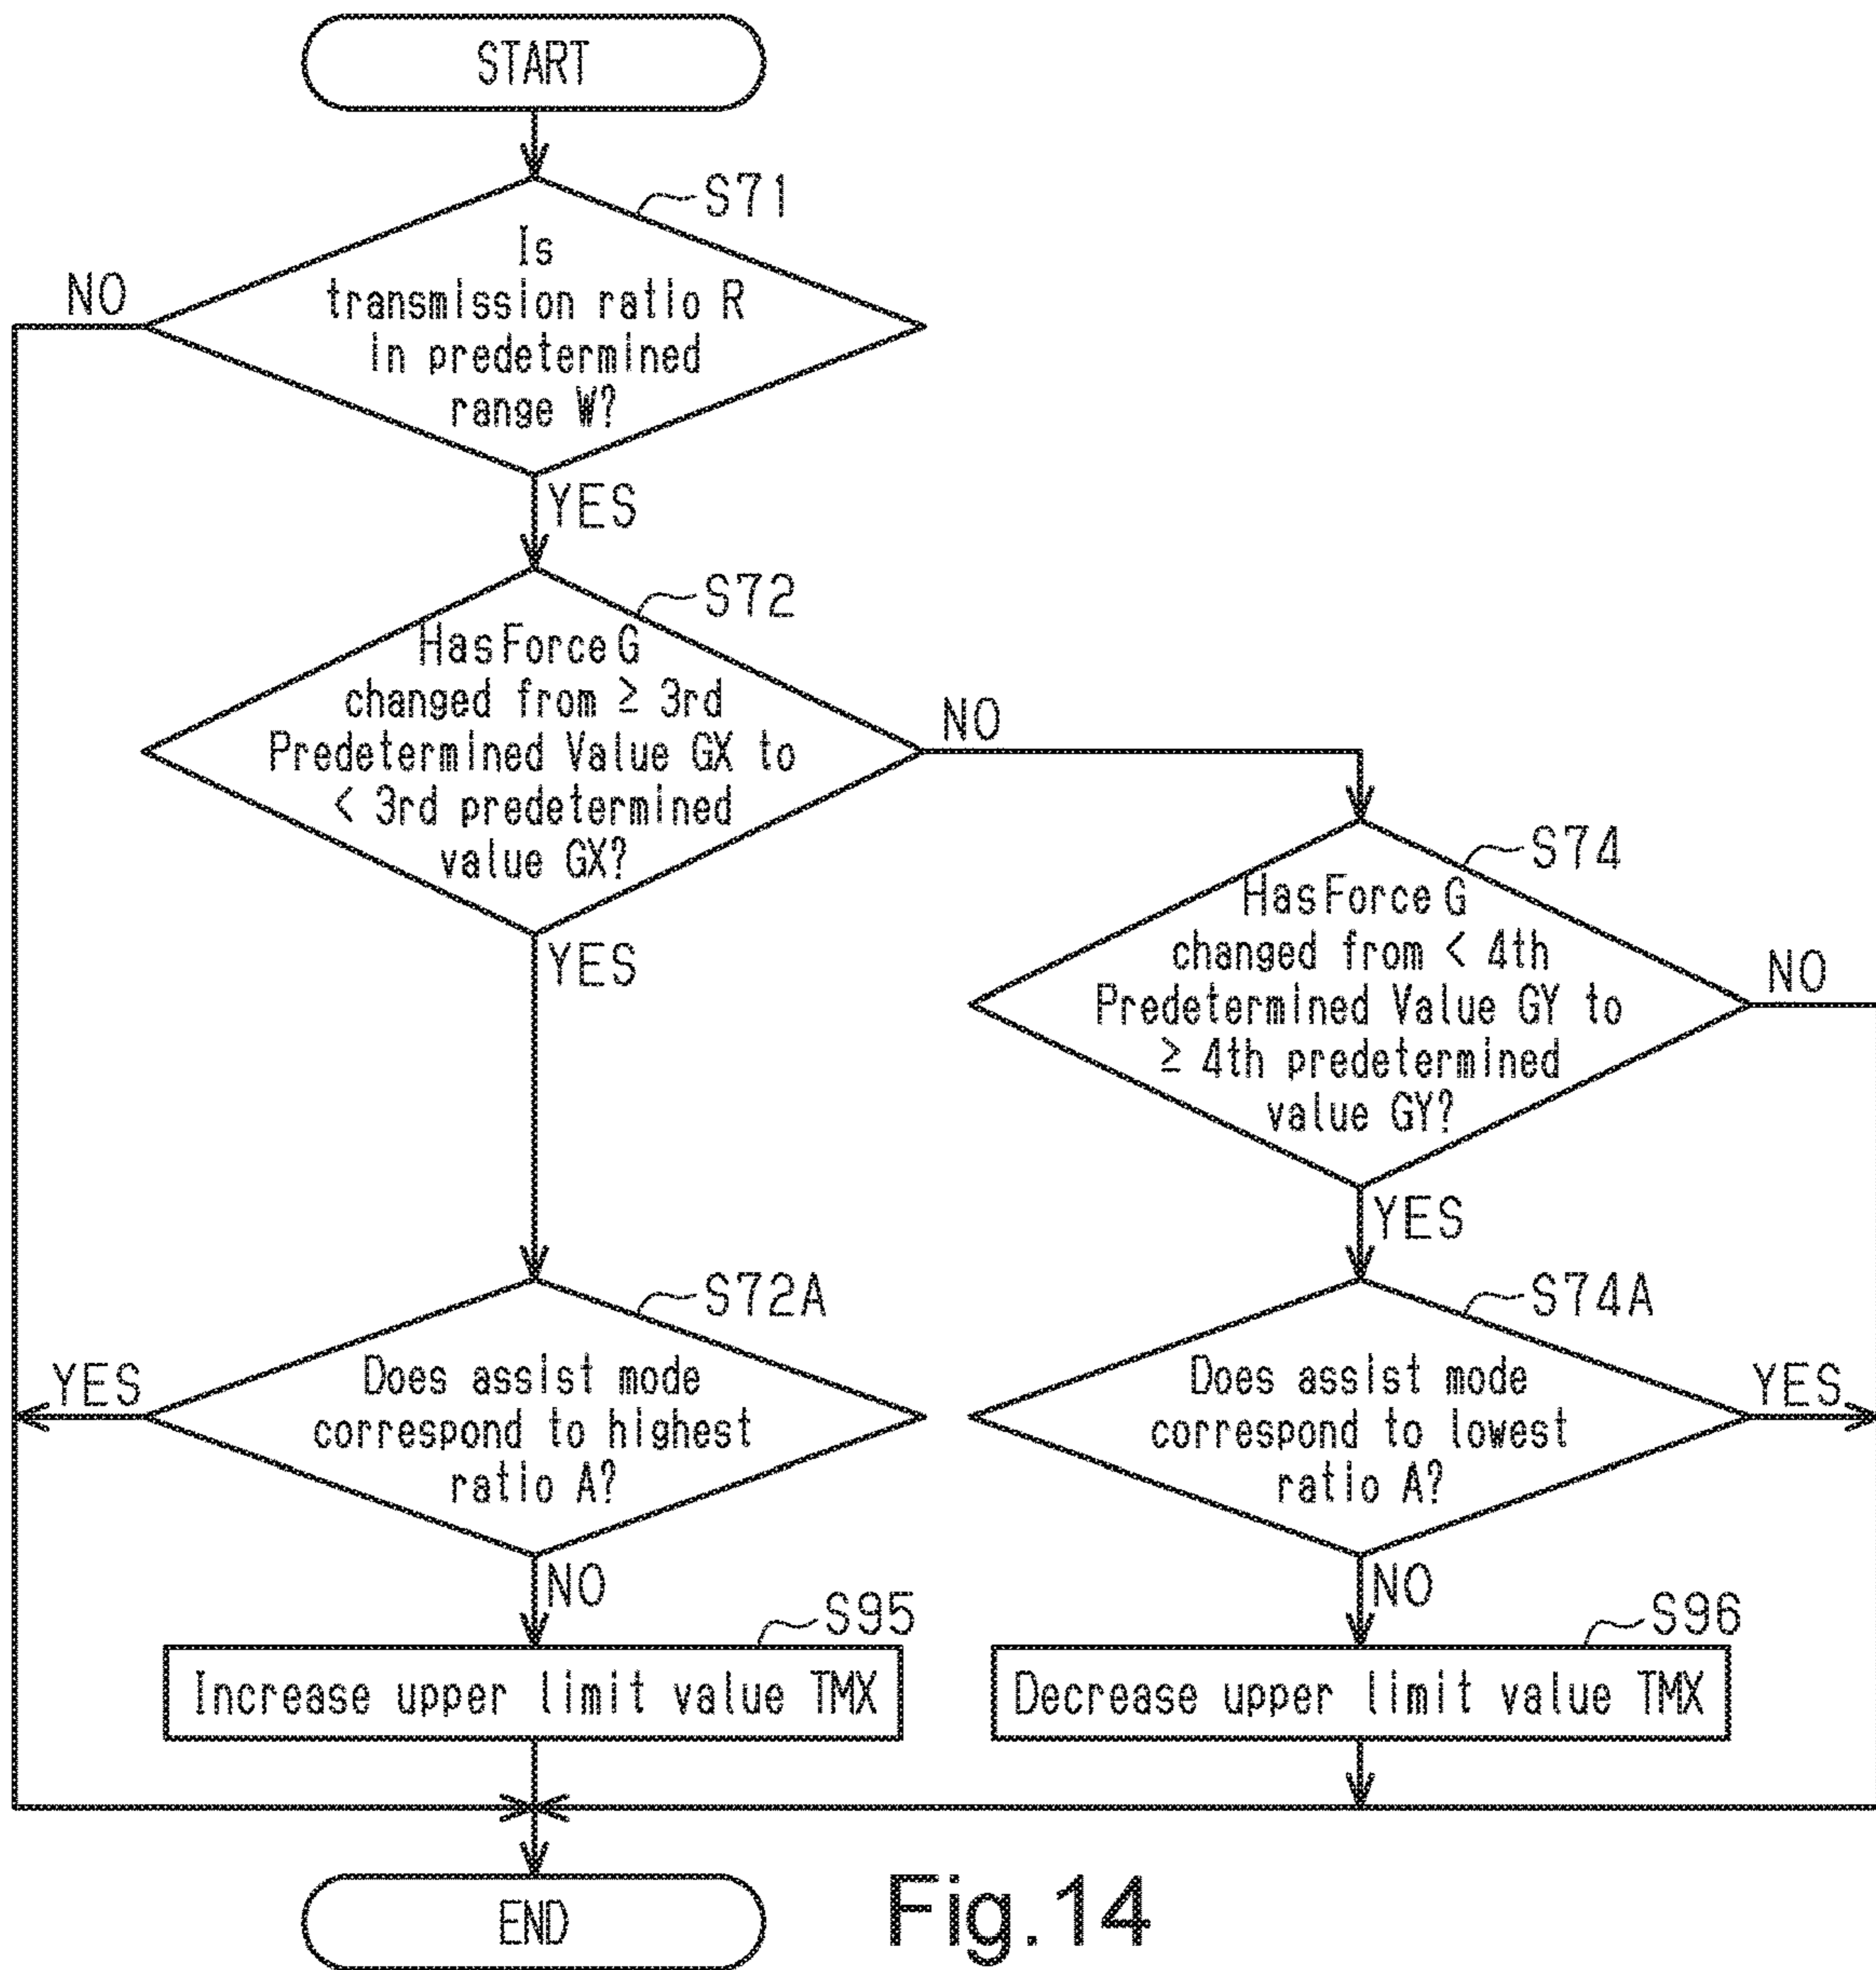 START
S71
Is
transmission ratio R
in predetermined
range W?
NO
YES
S72
Has Force G
changed from ≥ 3rd
Predetermined Value GX to
< 3rd predetermined
value GX?
NO
YES
S74
Has Force G
changed from < 4th
Predetermined Value GY to
≥ 4th predetermined
value GY?
NO
YES
S72A
Does assist mode
correspond to highest
ratio A?
YES
NO
S74A
Does assist mode
correspond to lowest
ratio A?
YES
NO
S95
Increase upper limit value TMX
S96
Decrease upper limit value TMX
END
Fig.14